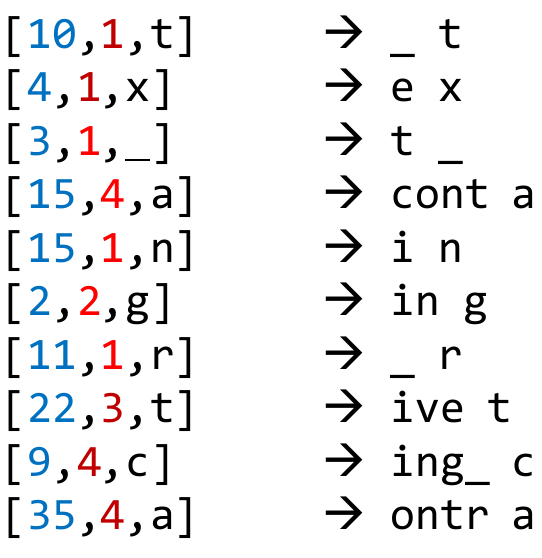 [10,1,t] → _ t
[4,1,x] → e x
[3,1,_] → t _
[15,4,a] → cont a
[15,1,n] → i n
[2,2,g] → in g
[11,1,r] → _ r
[22,3,t] → ive t
[9,4,c] → ing_ c
[35,4,a] → ontr a